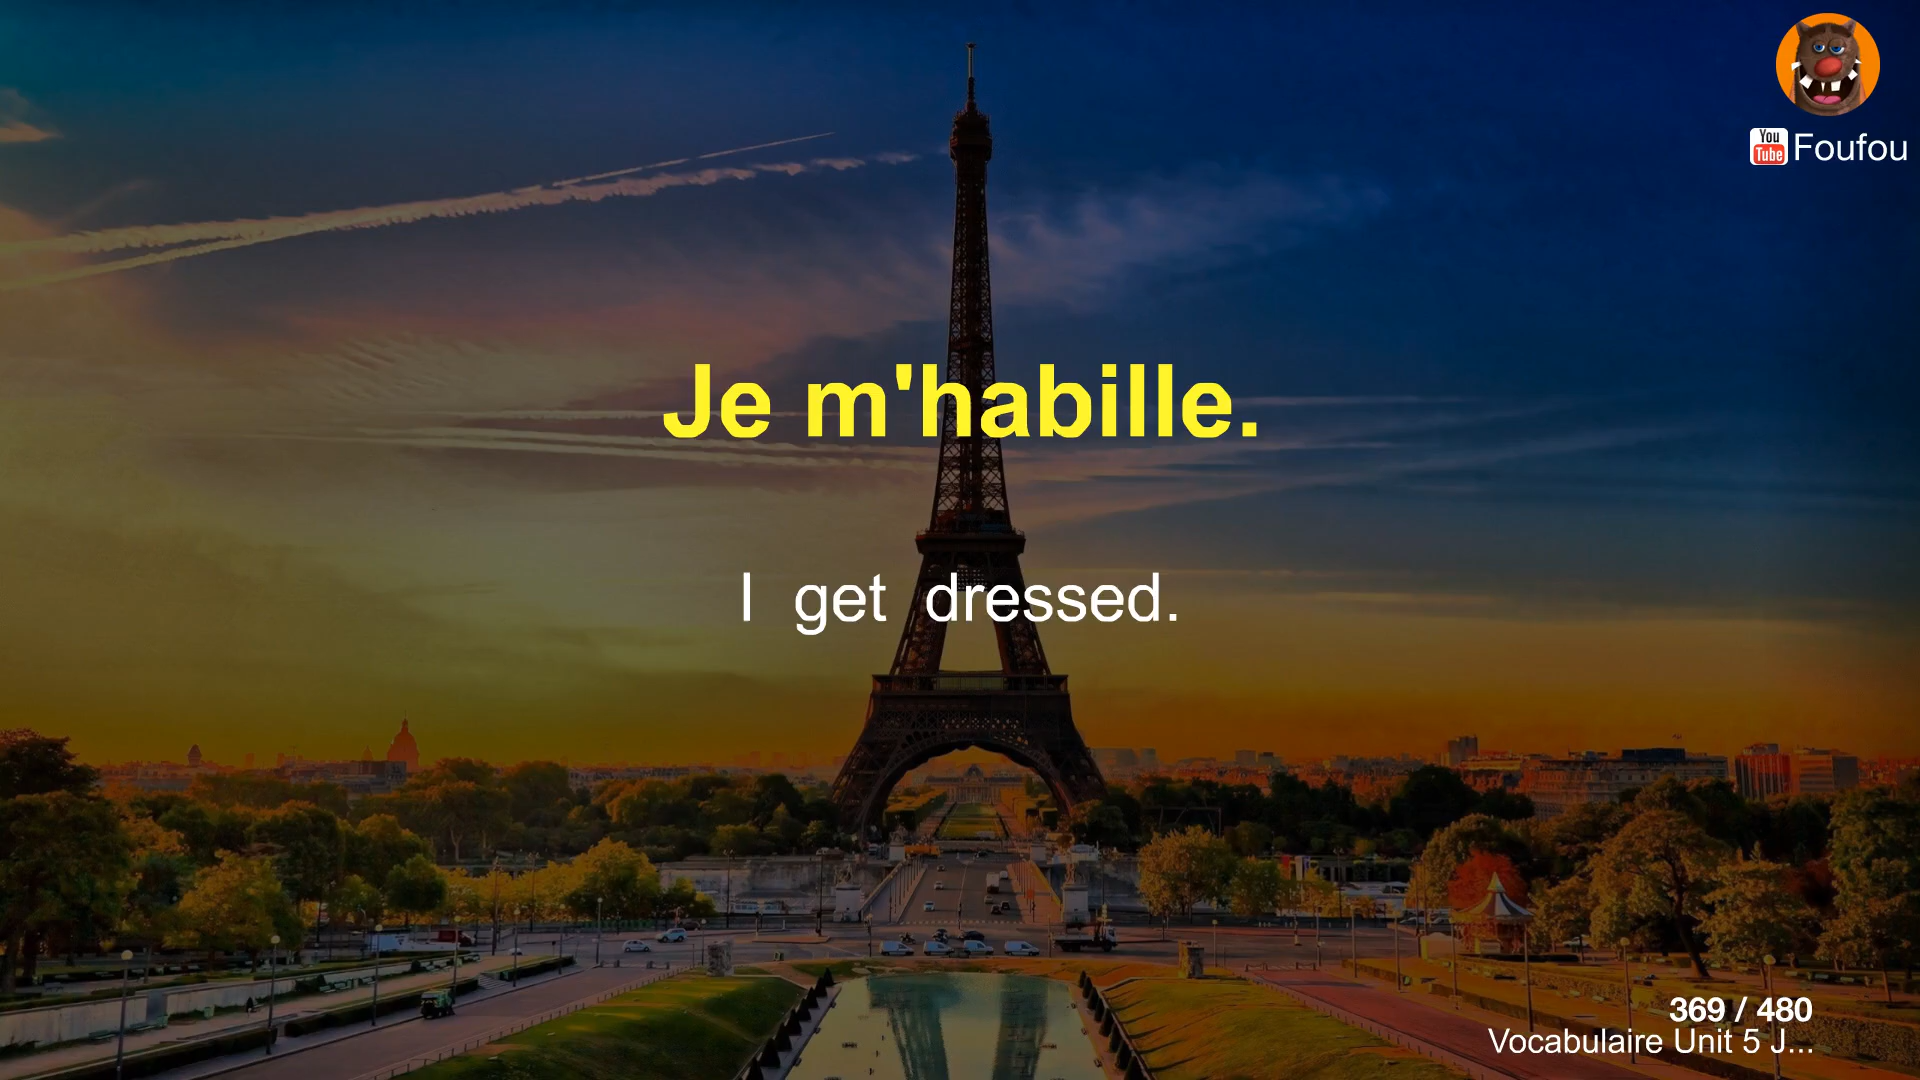 You
Tube
Foufou
Je m'habille.
I get dressed.
369 / 480
Vocabulaire Unit 5 J...